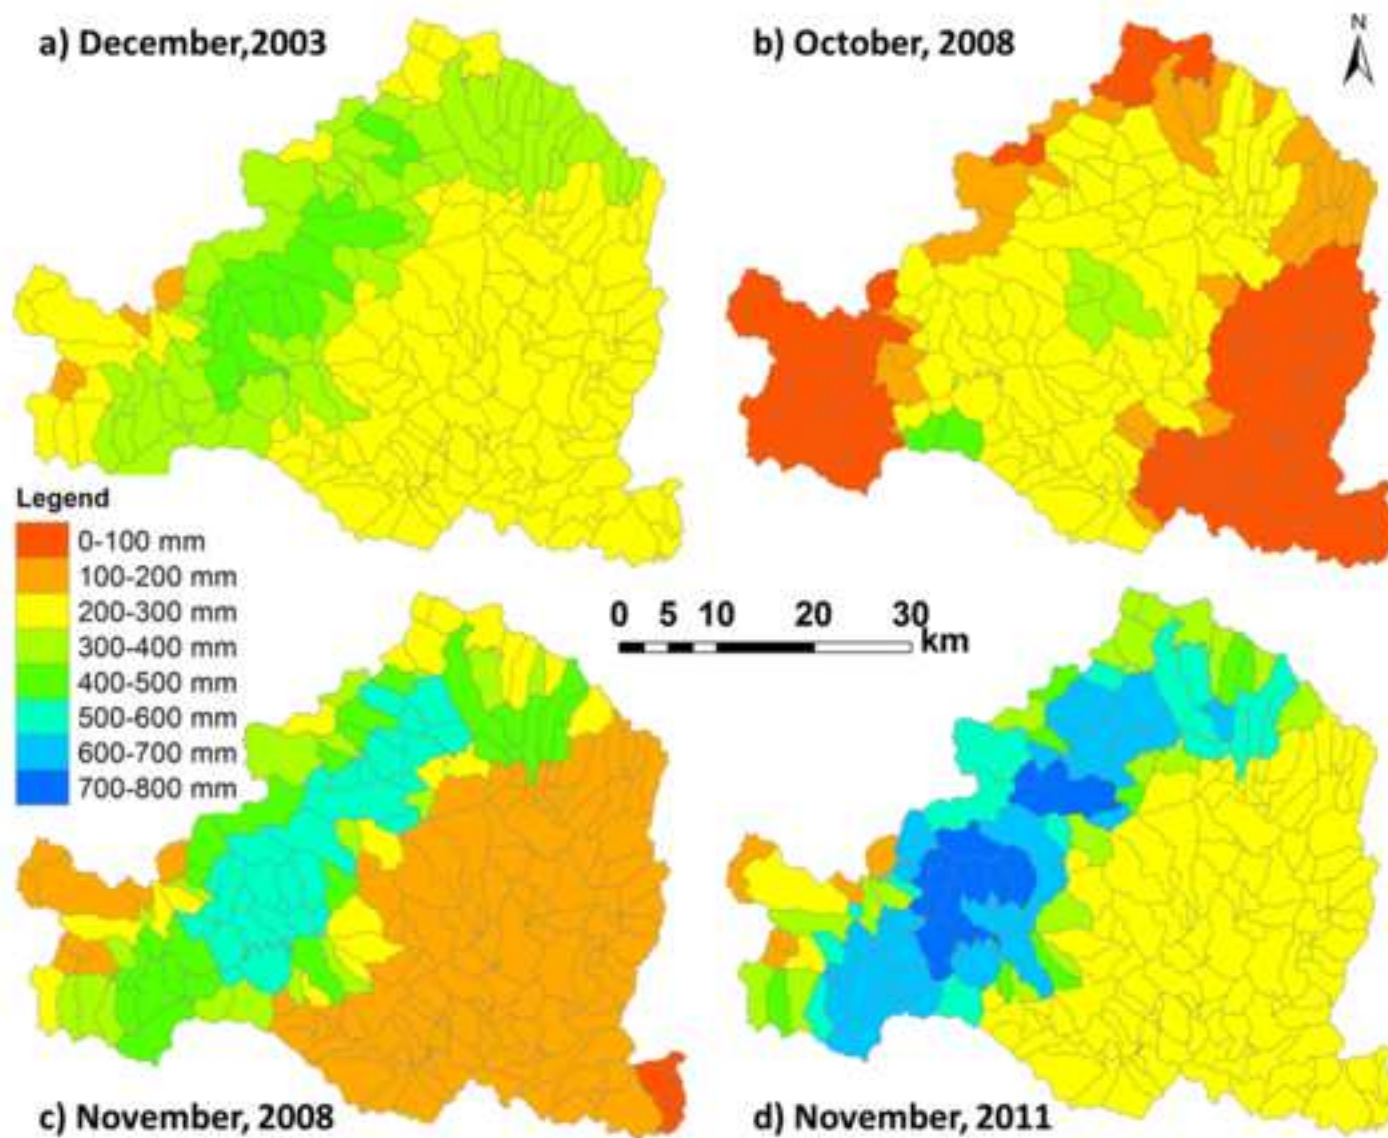 a) December,2003
b) October, 2008
N
Legend
0-100 mm
100-200 mm
200-300 mm
300-400 mm
400-500 mm
500-600 mm
600-700 mm
700-800 mm
0 5 10 20 30
km
c) November, 2008
d) November, 2011